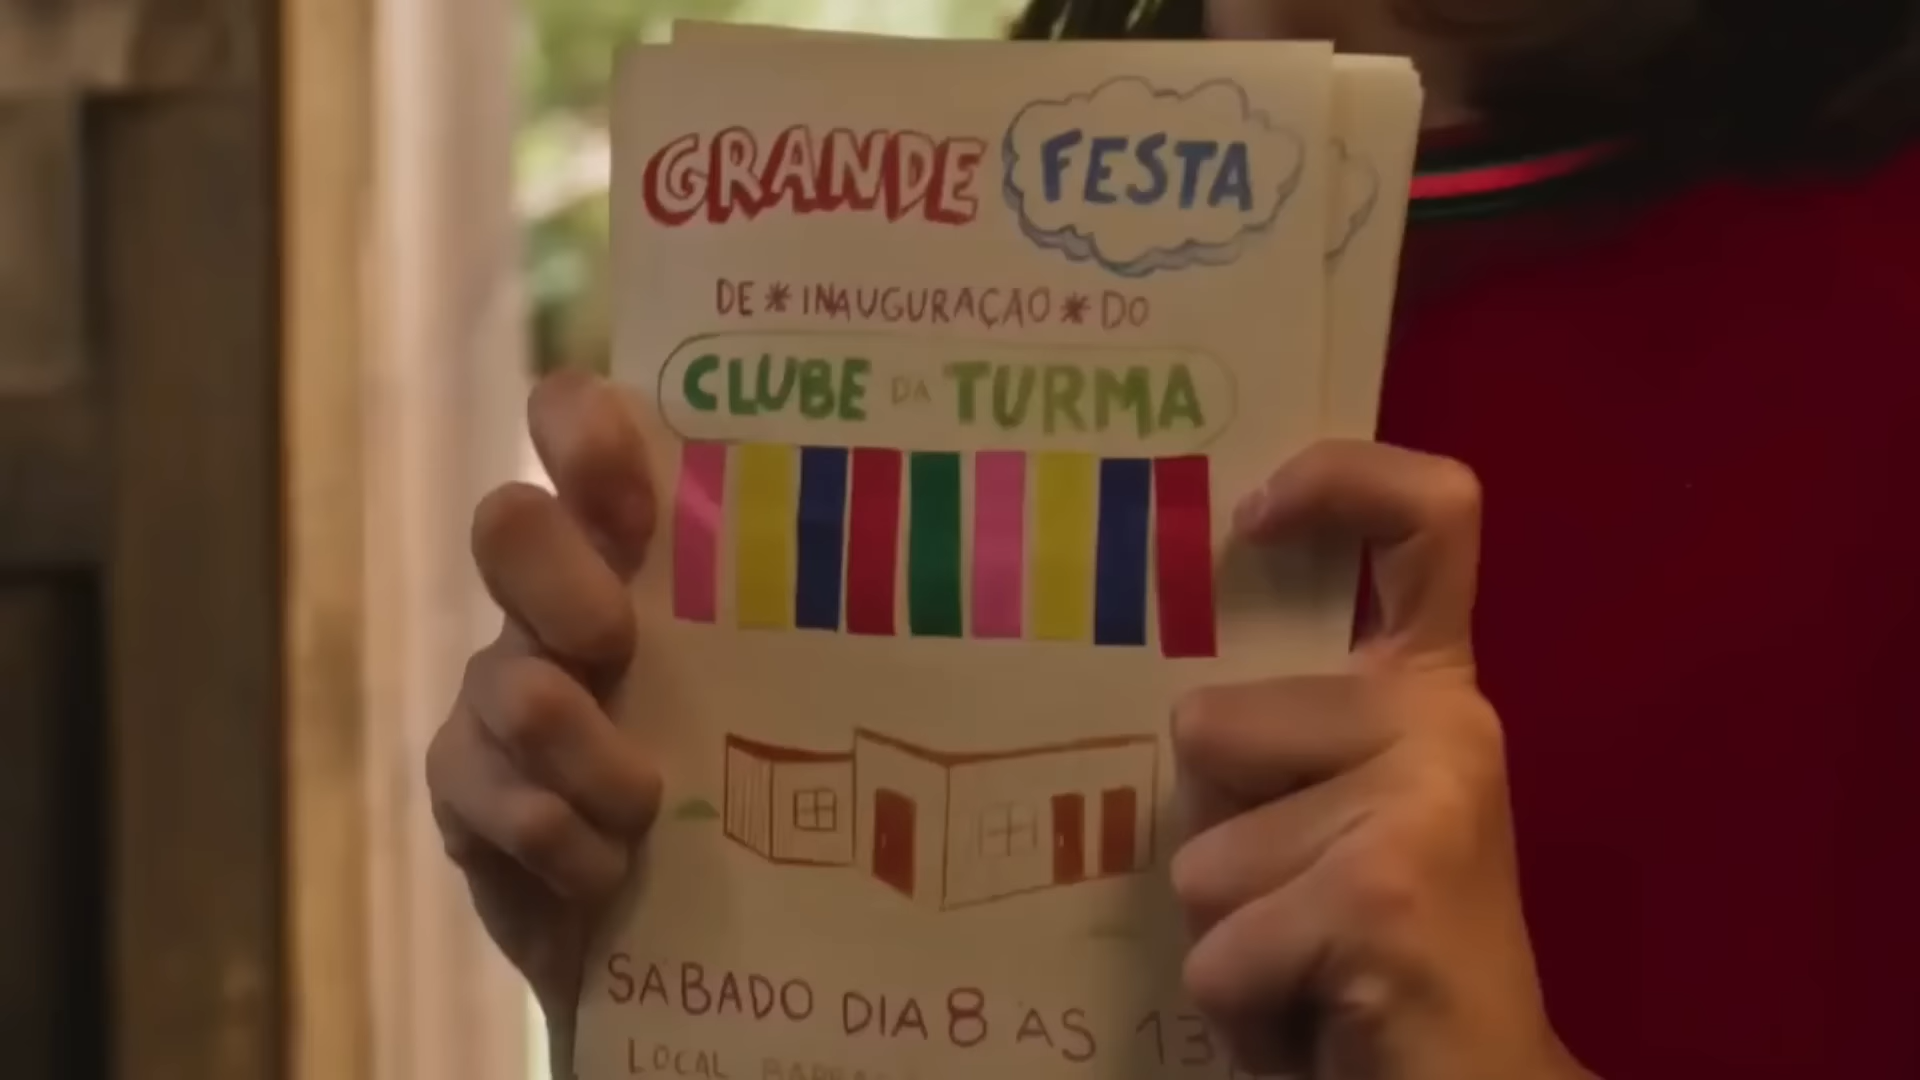 GRANDE FESTA
DE * INAUGURAÇÃO * DO
CLUBE DA TURMA
SÁBADO DIA 8 ÀS 13
LOCAL